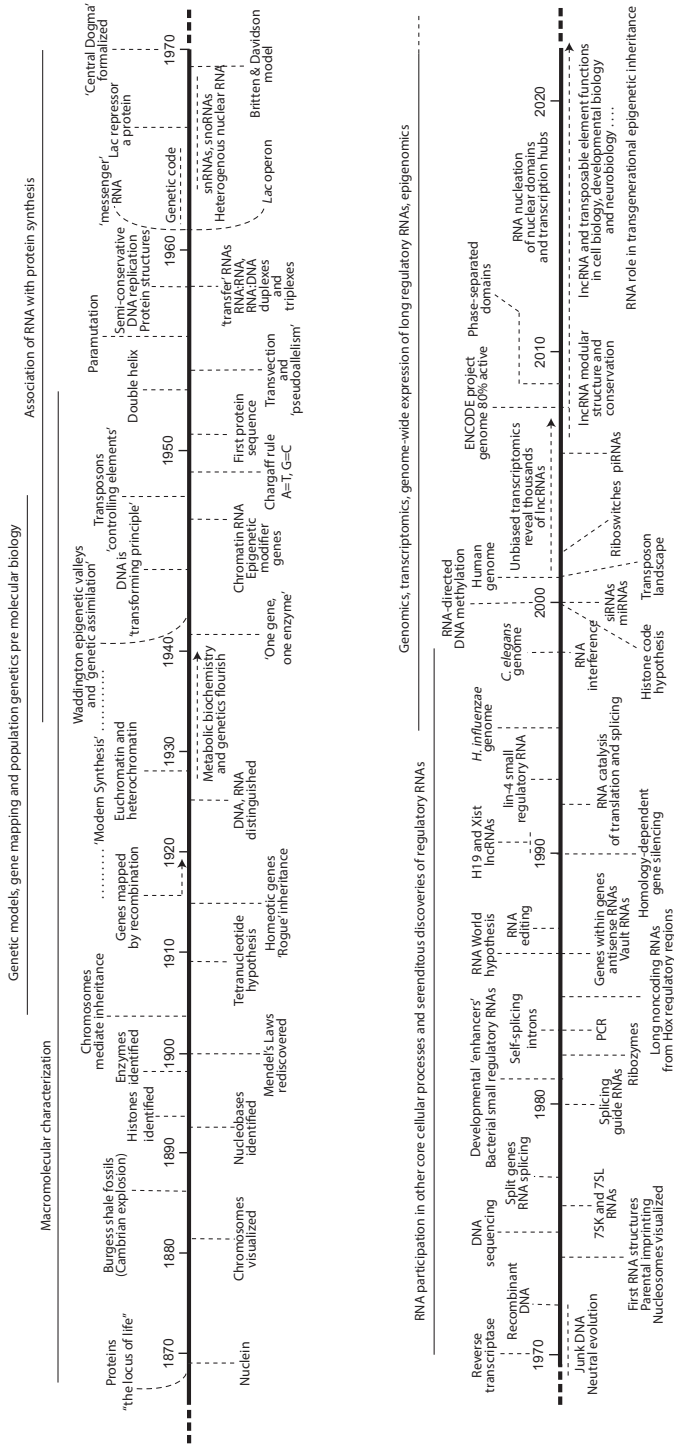 Genetic models, gene mapping and population genetics pre molecular biology
Macromolecular characterization
Association of RNA with protein synthesis
Proteins
“the locus of life”
Burgess shale fossils
(Cambrian explosion)
Histones
identified
Enzymes
identified
Chromosomes
mediate inheritance
Genes mapped
by recombination
‘Modern Synthesis’
Euchromatin and
heterochromatin
Waddington epigenetic valleys
and ‘genetic assimilation’
DNA is
‘transforming principle’
Transposons
‘controlling elements’
Double helix
Paramutation
Semi-conservative
DNA replication
Protein structures
‘messenger’
RNA
Genetic code
Lac repressor
a protein
‘Central Dogma’
formalized
1870
1880
1890
1900
1910
1920
1930
1940
1950
1960
1970
Nuclein
Chromosomes
visualized
Nucleobases
identified
Mendel's Laws
rediscovered
Tetranucleotide
hypothesis
Homeotic genes
‘Rogue’ inheritance
DNA, RNA
distinguished
Metabolic biochemistry
and genetics flourish
‘One gene,
one enzyme’
Chromatin RNA
Epigenetic
modifier
genes
Chargaff rule
A=T, G=C
First protein
sequence
Transvection
and
‘pseudoallelism’
‘transfer’ RNAs
RNA:RNA,
RNA:DNA
duplexes
and
triplexes
Lac operon
snRNAs, snoRNAs
Heterogenous nuclear RNA
Britten & Davidson
model
RNA participation in other core cellular processes and serenditous discoveries of regulatory RNAs
Genomics, transcriptomics, genome-wide expression of long regulatory RNAs, epigenomics
Reverse
transcriptase
Recombinant
DNA
DNA
sequencing
Split genes
RNA splicing
Developmental ‘enhancers’
Bacterial small regulatory RNAs
Self-splicing
introns
RNA World
hypothesis
RNA
editing
H19 and Xist
lncRNAs
lin-4 small
regulatory RNA
H. influenzae
genome
C. elegans
genome
RNA-directed
DNA methylation
Human
genome
Unbiased transcriptomics
reveal thousands
of lncRNAs
ENCODE project
genome 80% active
Phase-separated
domains
RNA nucleation
of nuclear domains
and transcription hubs
1970
1980
1990
2000
2010
2020
Junk DNA
Neutral evolution
First RNA structures
Parental imprinting
Nucleosomes visualized
7SK and 7SL
RNAs
Splicing
guide RNAs
Ribozymes
PCR
Long noncoding RNAs
from Hox regulatory regions
Genes within genes
antisense RNAs
Vault RNAs
Homology-dependent
gene silencing
RNA catalysis
of translation and splicing
RNA
interference
Histone code
hypothesis
siRNAs
miRNAs
Transposon
landscape
Riboswitches
piRNAs
lncRNA modular
structure and
conservation
lncRNA and transposable element functions
in cell biology, developmental biology
and neurobiology ....
RNA role in transgenerational epigenetic inheritance